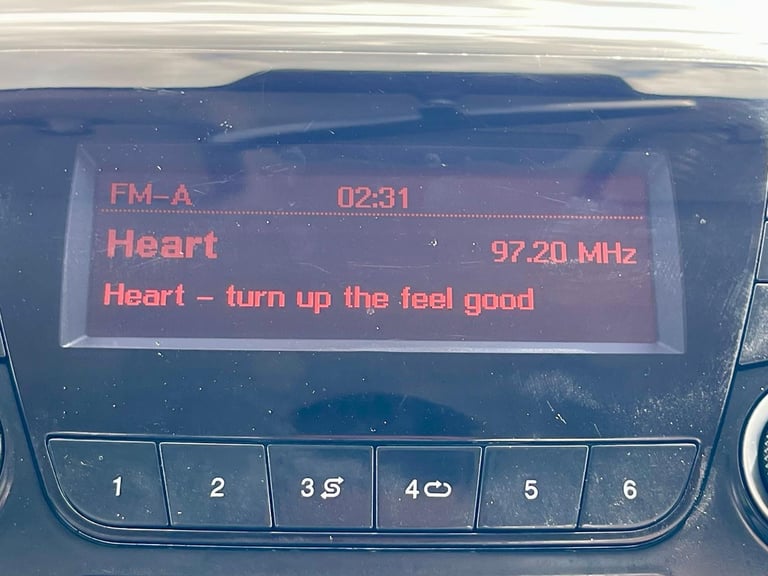 FM-A 02:31
Heart 97.20 MHz
Heart - turn up the feel good
1 2 3 4 5 6